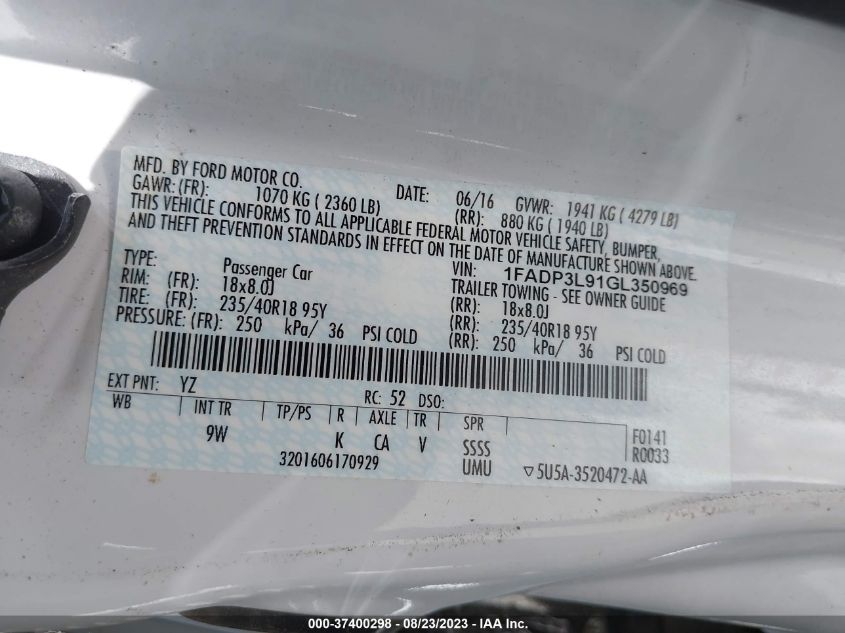 MFD. BY FORD MOTOR CO. DATE: 06/16 GVWR: 1941 KG ( 4279 LB)
GAWR: (FR): 1070 KG ( 2360 LB) (RR): 880 KG ( 1940 LB)
THIS VEHICLE CONFORMS TO ALL APPLICABLE FEDERAL MOTOR VEHICLE SAFETY, BUMPER,
AND THEFT PREVENTION STANDARDS IN EFFECT ON THE DATE OF MANUFACTURE SHOWN ABOVE.
VIN: 1FADP3L91GL350969
TYPE: Passenger Car TRAILER TOWING - SEE OWNER GUIDE
RIM: (FR): 18x8.0J (RR): 18x8.0J
TIRE: (FR): 235/40R18 95Y (RR): 235/40R18 95Y
PRESSURE: (FR): 250 kPa/ 36 PSI COLD (RR): 250 kPa/ 36 PSI COLD
EXT PNT: YZ RC: 52 DSO:
WB INT TR TP/PS R AXLE TR SPR
9W K CA V SSSS F0141
UMU R0033
3201606170929 ▽5U5A-3520472-AA
000-37400298 - 08/23/2023 - IAA Inc.